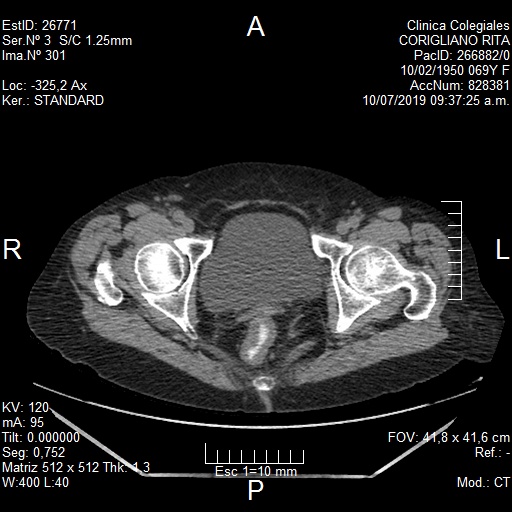 EstID: 26771
Ser.Nº 3 S/C 1.25mm
Ima.Nº 301
Loc: -325,2 Ax
Ker.: STANDARD
A
Clinica Colegiales
CORIGLIANO RITA
PacID: 266882/0
10/02/1950 069Y F
AccNum: 828381
10/07/2019 09:37:25 a.m.
R
L
KV: 120
mA: 95
Tilt: 0.000000
Seg: 0,752
Matriz 512 x 512 Thk: 1.3
W:400 L:40
Esc 1=10 mm
P
FOV: 41,8 x 41,6 cm
Ref.: -
Mod.: CT